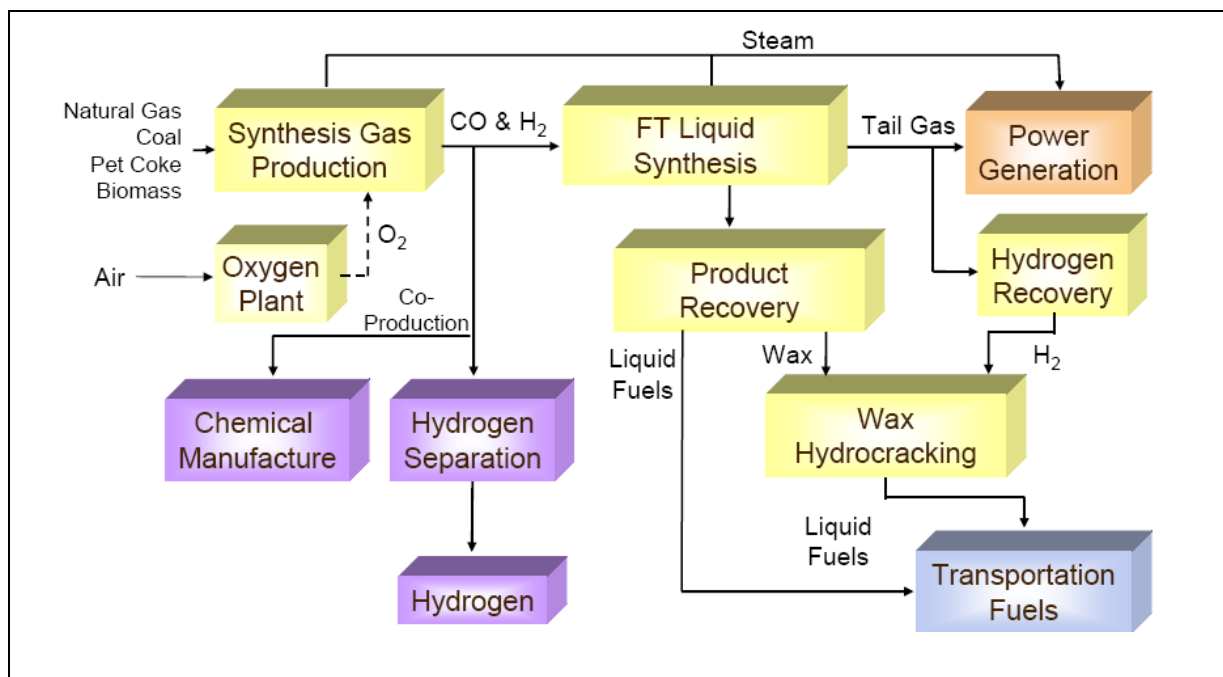 Steam
Natural Gas
Coal
Pet Coke
Biomass
Synthesis Gas
Production
CO & H₂
FT Liquid
Synthesis
Tail Gas
Power
Generation
O₂
Air
Oxygen
Plant
Product
Recovery
Hydrogen
Recovery
Co-
Production
Liquid
Fuels
Wax
H₂
Chemical
Manufacture
Hydrogen
Separation
Wax
Hydrocracking
Liquid
Fuels
Hydrogen
Transportation
Fuels